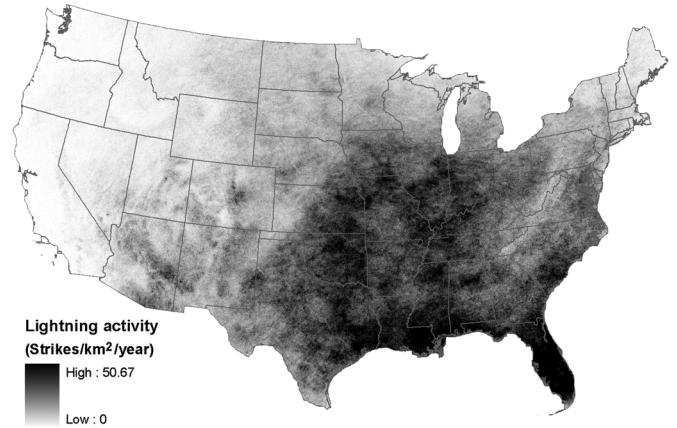 Lightning activity
(Strikes/km²/year)
High : 50.67
Low : 0